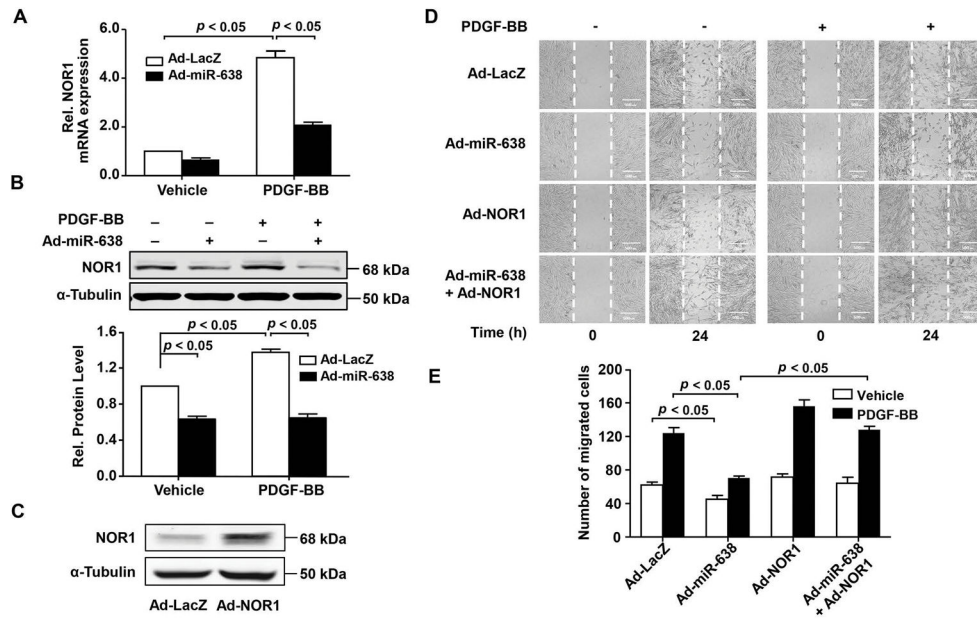 A
p < 0.05
p < 0.05
Rel. NOR1
mRNA expression
6.0
4.0
2.0
0.0
Ad-LacZ
Ad-miR-638
Vehicle
PDGF-BB
B
PDGF-BB – – + +
Ad-miR-638 – + – +
NOR1
68 kDa
α-Tubulin
50 kDa
p < 0.05
p < 0.05
p < 0.05
Rel. Protein Level
1.6
1.2
0.8
0.4
0.0
Ad-LacZ
Ad-miR-638
Vehicle
PDGF-BB
C
NOR1
68 kDa
α-Tubulin
50 kDa
Ad-LacZ Ad-NOR1
D
PDGF-BB - - + +
Ad-LacZ
Ad-miR-638
Ad-NOR1
Ad-miR-638
+ Ad-NOR1
Time (h) 0 24 0 24
E
p < 0.05
p < 0.05
p < 0.05
Vehicle
PDGF-BB
Number of migrated cells
160
120
80
40
0
Ad-LacZ
Ad-miR-638
Ad-NOR1
Ad-miR-638
+ Ad-NOR1